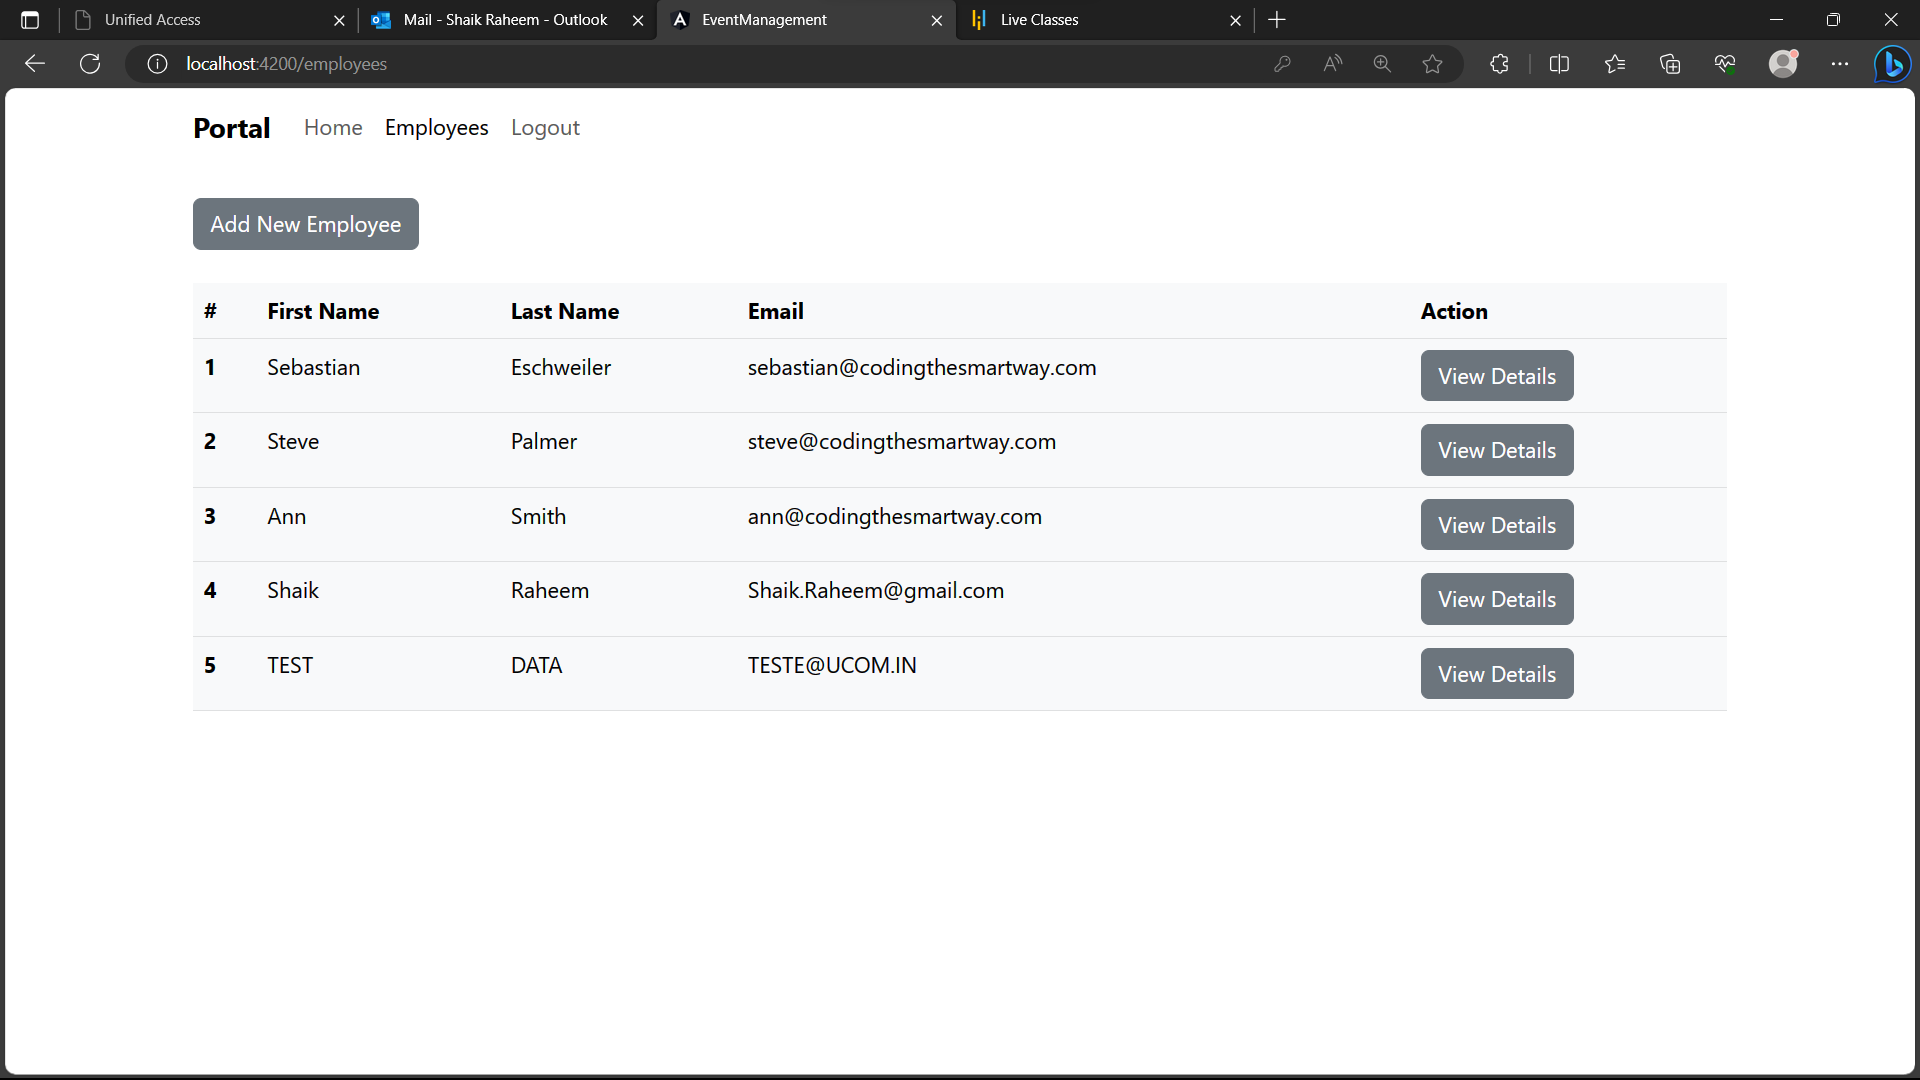 Unified Access
Mail - Shaik Raheem - Outlook
EventManagement
Live Classes
localhost:4200/employees
Portal Home Employees Logout
Add New Employee
# First Name Last Name Email Action
1 Sebastian Eschweiler sebastian@codingthesmartway.com View Details
2 Steve Palmer steve@codingthesmartway.com View Details
3 Ann Smith ann@codingthesmartway.com View Details
4 Shaik Raheem Shaik.Raheem@gmail.com View Details
5 TEST DATA TESTE@UCOM.IN View Details